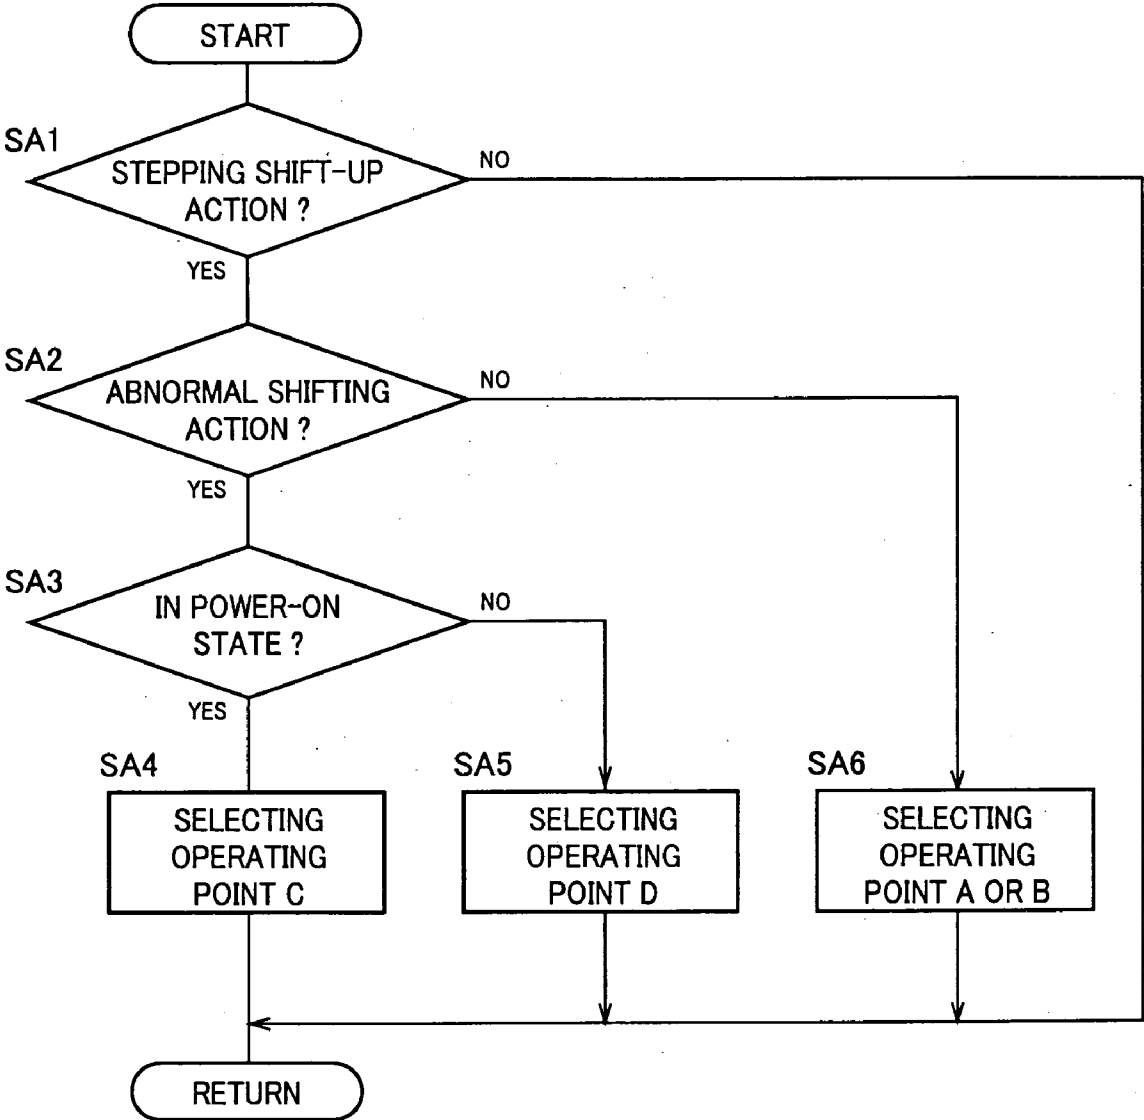 START
SA1
STEPPING SHIFT-UP
ACTION ?
NO
YES
SA2
ABNORMAL SHIFTING
ACTION ?
NO
YES
SA3
IN POWER-ON
STATE ?
NO
YES
SA4
SELECTING
OPERATING
POINT C
SA5
SELECTING
OPERATING
POINT D
SA6
SELECTING
OPERATING
POINT A OR B
RETURN